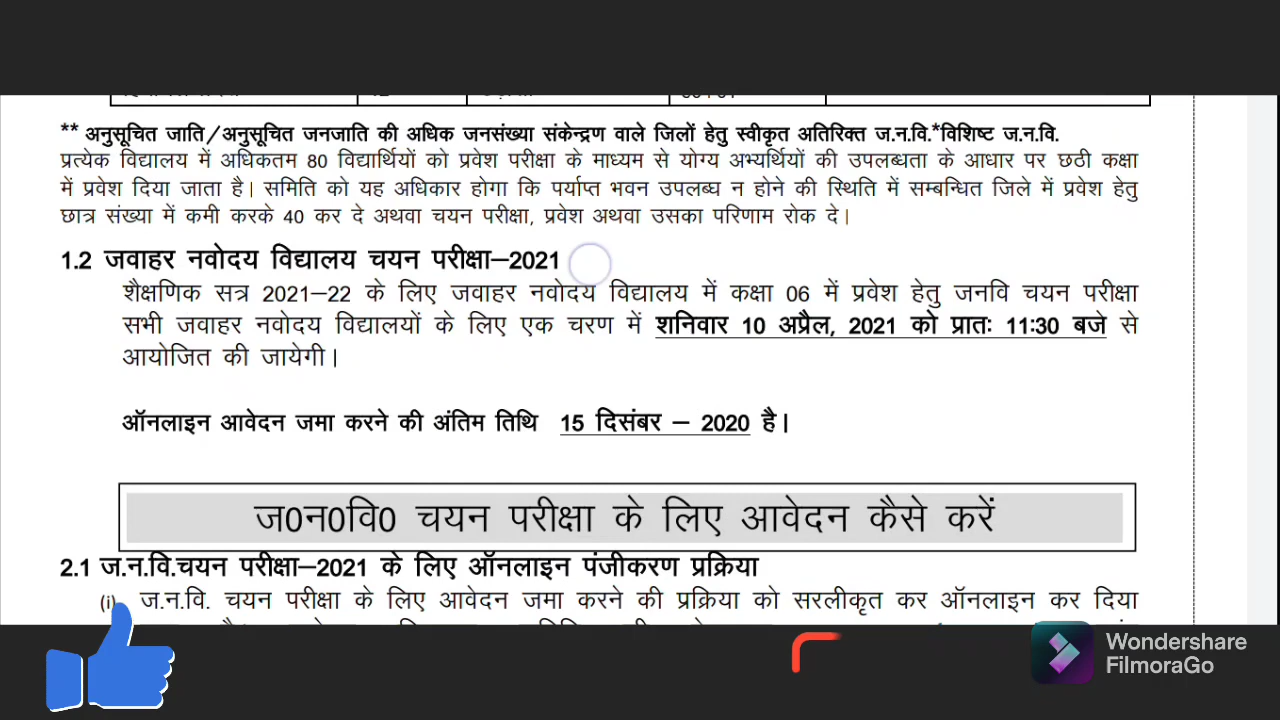 ** अनुसूचित जाति/अनुसूचित जनजाति की अधिक जनसंख्या संकेन्द्रण वाले जिलों हेतु स्वीकृत अतिरिक्त ज.न.वि.*विशिष्ट ज.न.वि.
प्रत्येक विद्यालय में अधिकतम 80 विद्यार्थियों को प्रवेश परीक्षा के माध्यम से योग्य अभ्यर्थियों की उपलब्धता के आधार पर छठी कक्षा
में प्रवेश दिया जाता है। समिति को यह अधिकार होगा कि पर्याप्त भवन उपलब्ध न होने की स्थिति में सम्बन्धित जिले में प्रवेश हेतु
छात्र संख्या में कमी करके 40 कर दे अथवा चयन परीक्षा, प्रवेश अथवा उसका परिणाम रोक दे।
1.2 जवाहर नवोदय विद्यालय चयन परीक्षा–2021
शैक्षणिक सत्र 2021–22 के लिए जवाहर नवोदय विद्यालय में कक्षा 06 में प्रवेश हेतु जनवि चयन परीक्षा
सभी जवाहर नवोदय विद्यालयों के लिए एक चरण में शनिवार 10 अप्रैल, 2021 को प्रातः 11:30 बजे से
आयोजित की जायेगी।
ऑनलाइन आवेदन जमा करने की अंतिम तिथि 15 दिसंबर – 2020 है।
ज0न0वि0 चयन परीक्षा के लिए आवेदन कैसे करें
2.1 ज.न.वि.चयन परीक्षा–2021 के लिए ऑनलाइन पंजीकरण प्रक्रिया
(i) ज.न.वि. चयन परीक्षा के लिए आवेदन जमा करने की प्रक्रिया को सरलीकृत कर ऑनलाइन कर दिया
Wondershare
FilmoraGo